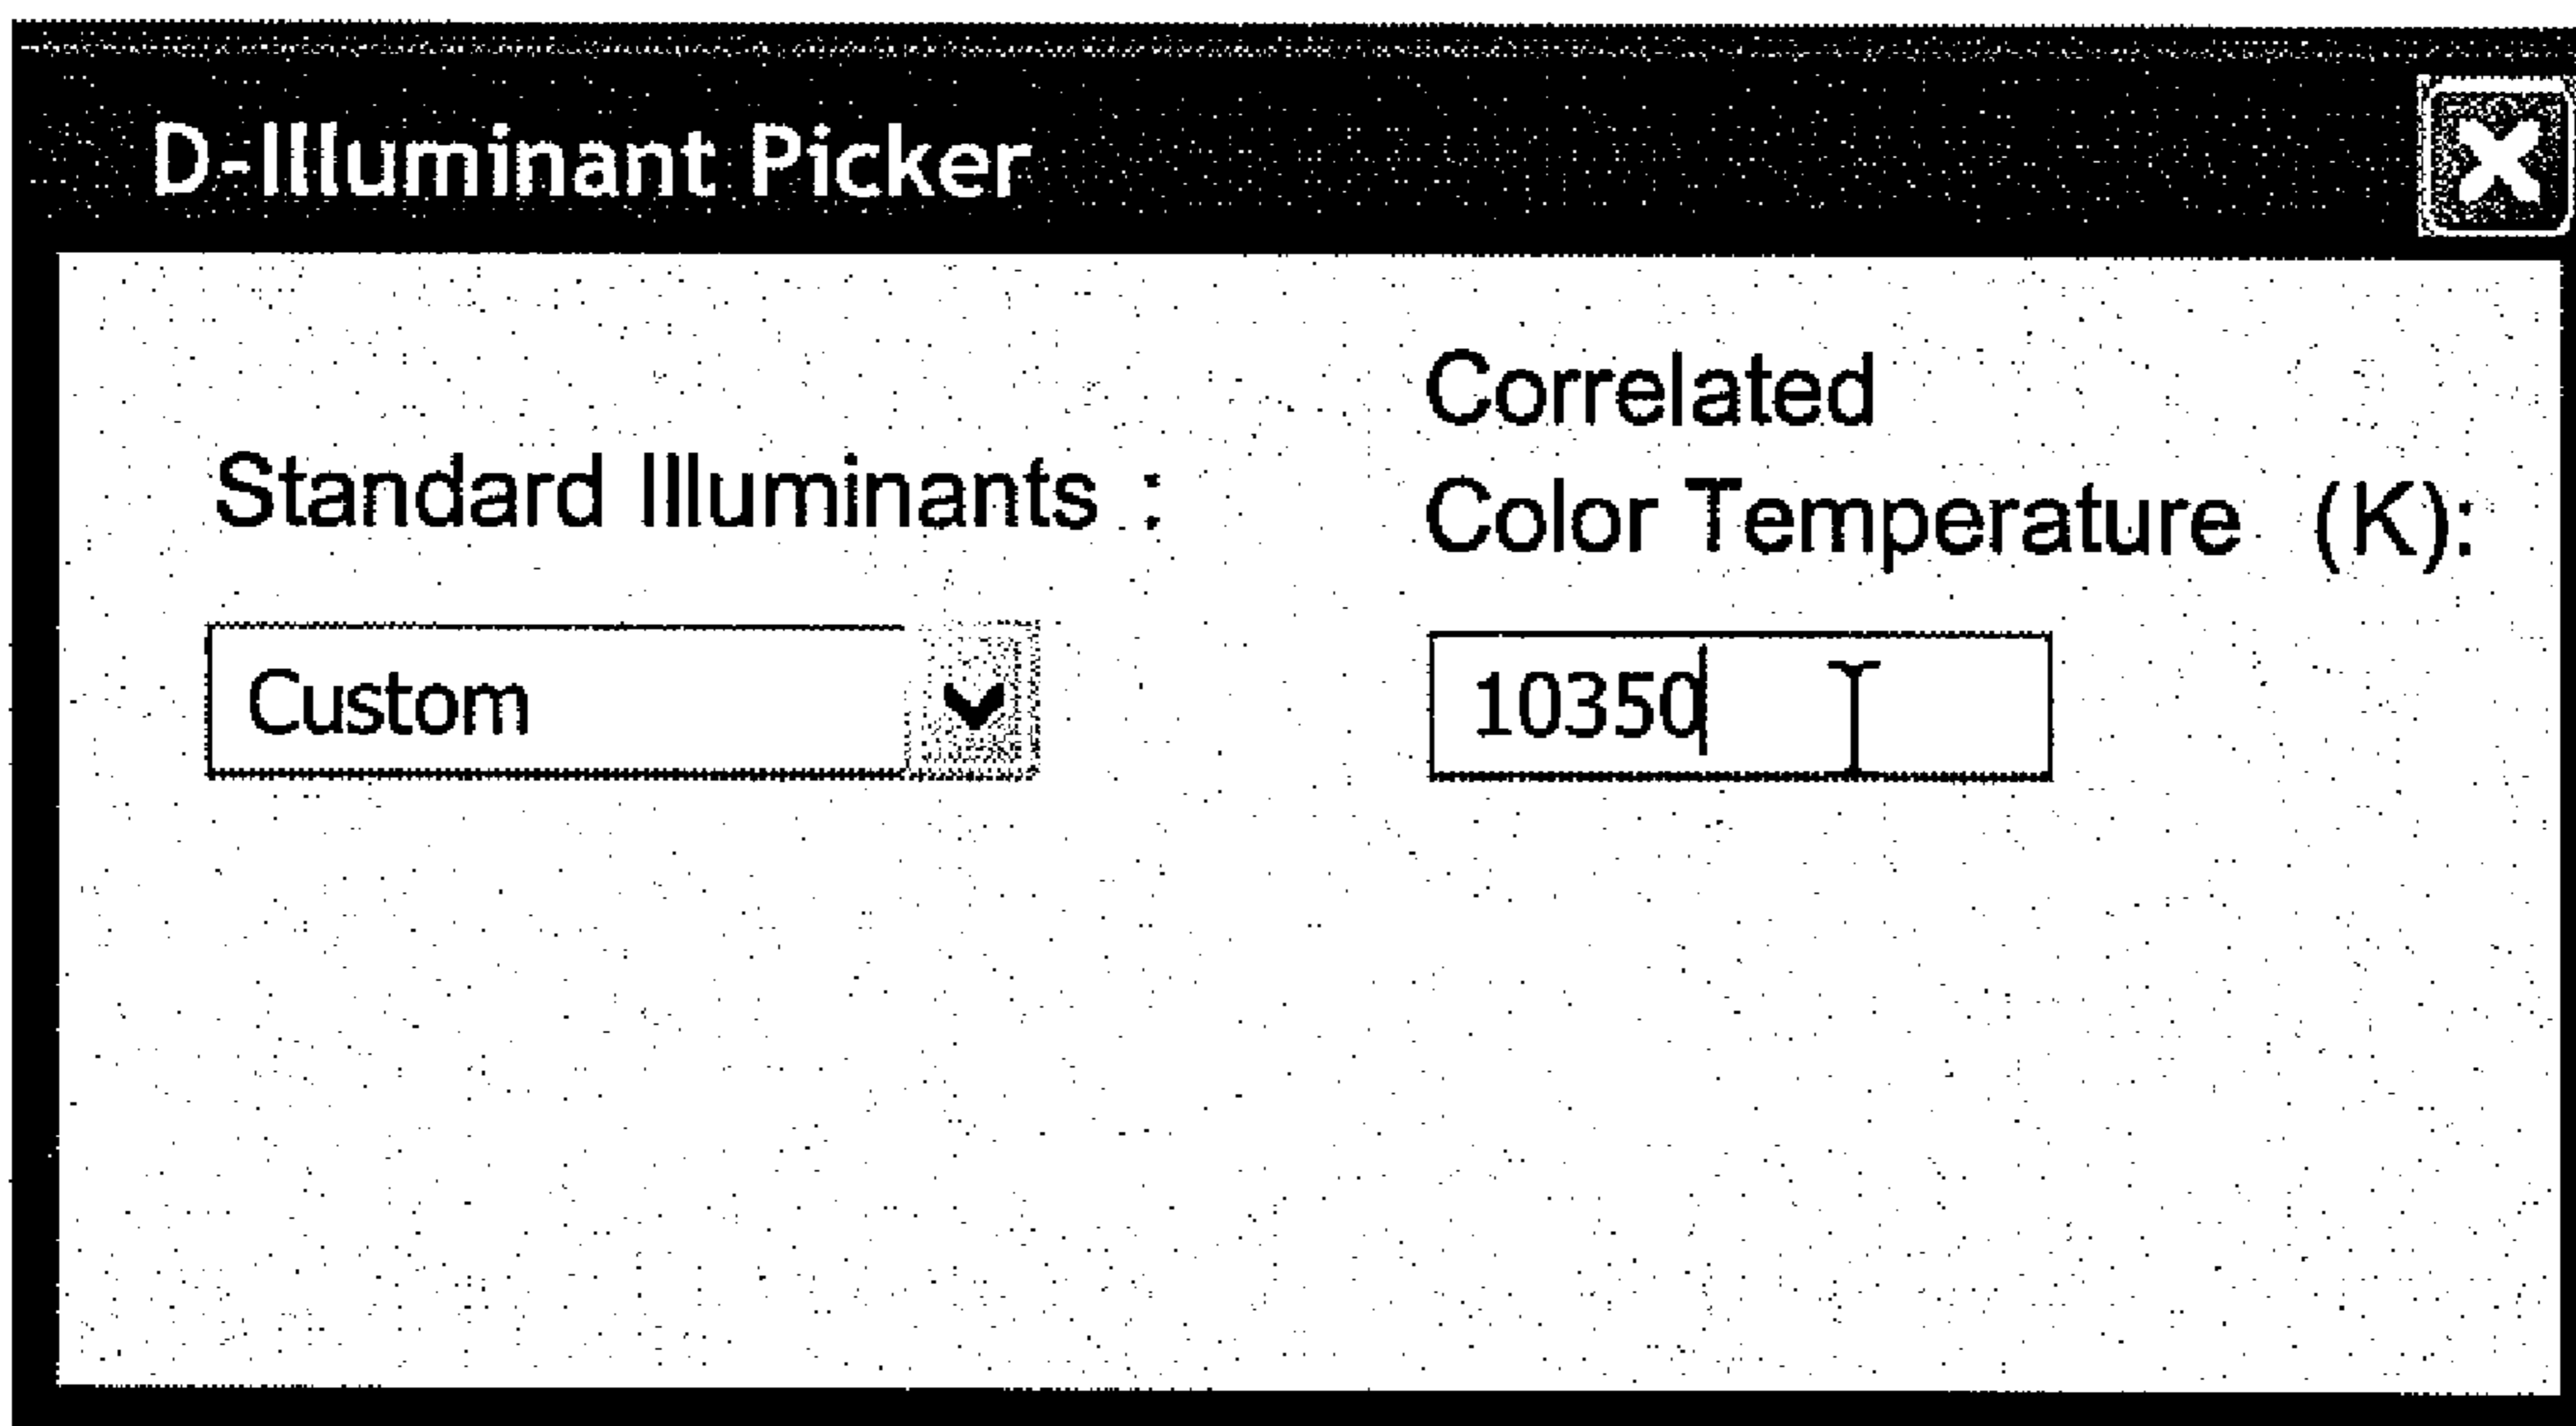 D-Illuminant Picker
Standard Illuminants :
Correlated
Color Temperature (K):
Custom
10350